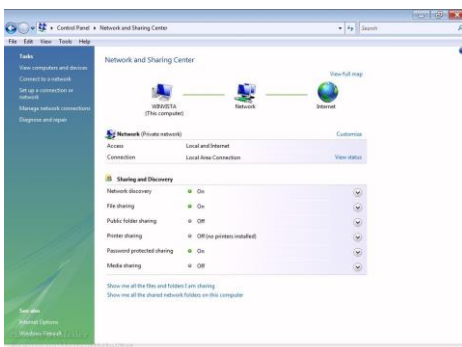 Control Panel ▸ Network and Sharing Center
Search
File Edit View Tools Help
Tasks
View computers and devices
Connect to a network
Set up a connection or
network
Manage network connections
Diagnose and repair
See also
Internet Options
Windows Firewall
Network and Sharing Center
View full map
WINVISTA
(This computer)
Network
Internet
Network (Private network)
Customize
Access Local and Internet
Connection Local Area Connection View status
Sharing and Discovery
Network discovery On
File sharing On
Public folder sharing Off
Printer sharing Off (no printers installed)
Password protected sharing On
Media sharing Off
Show me all the files and folders I am sharing
Show me all the shared network folders on this computer